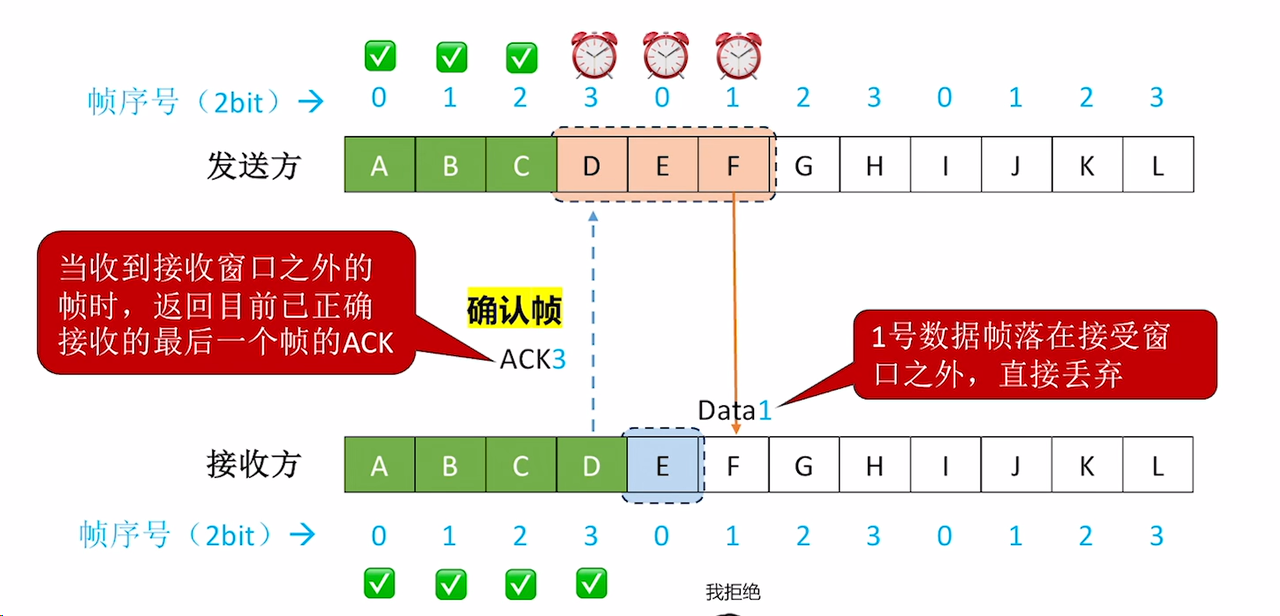 帧序号（2bit）→ 0 1 2 3 0 1 2 3 0 1 2 3
发送方 A B C D E F G H I J K L
当收到接收窗口之外的
帧时，返回目前已正确
接收的最后一个帧的ACK
确认帧
ACK3
1号数据帧落在接受窗
口之外，直接丢弃
Data1
接收方 A B C D E F G H I J K L
帧序号（2bit）→ 0 1 2 3 0 1 2 3 0 1 2 3
我拒绝